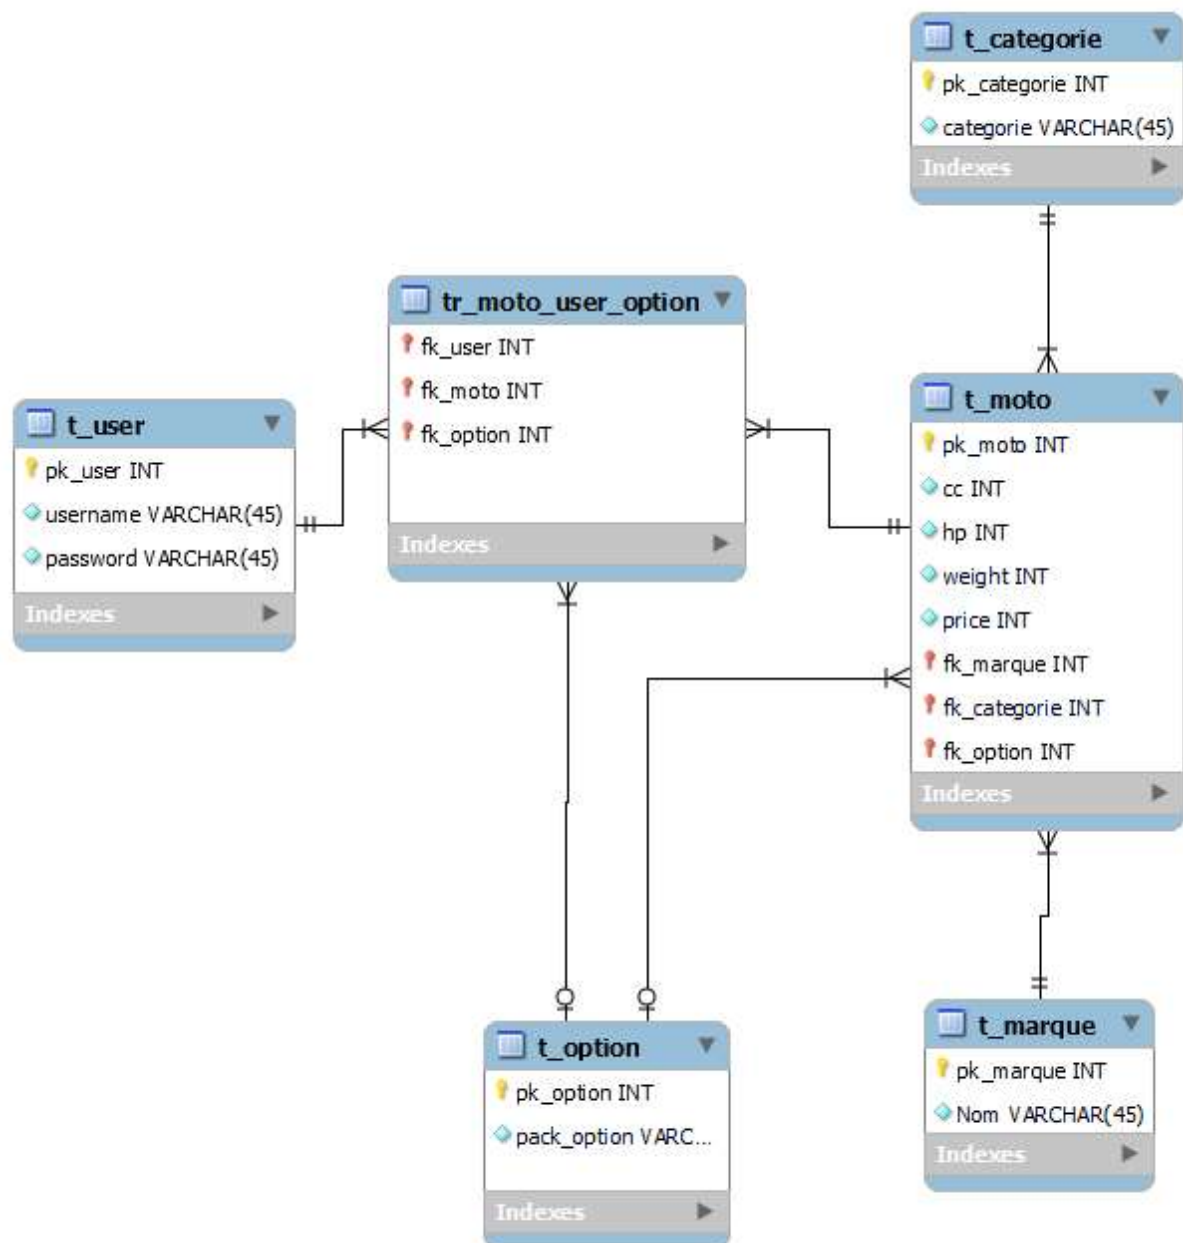 t_categorie
pk_categorie INT
categorie VARCHAR(45)
Indexes
tr_moto_user_option
fk_user INT
fk_moto INT
fk_option INT
Indexes
t_user
pk_user INT
username VARCHAR(45)
password VARCHAR(45)
Indexes
t_moto
pk_moto INT
cc INT
hp INT
weight INT
price INT
fk_marque INT
fk_categorie INT
fk_option INT
Indexes
t_option
pk_option INT
pack_option VARC...
Indexes
t_marque
pk_marque INT
Nom VARCHAR(45)
Indexes